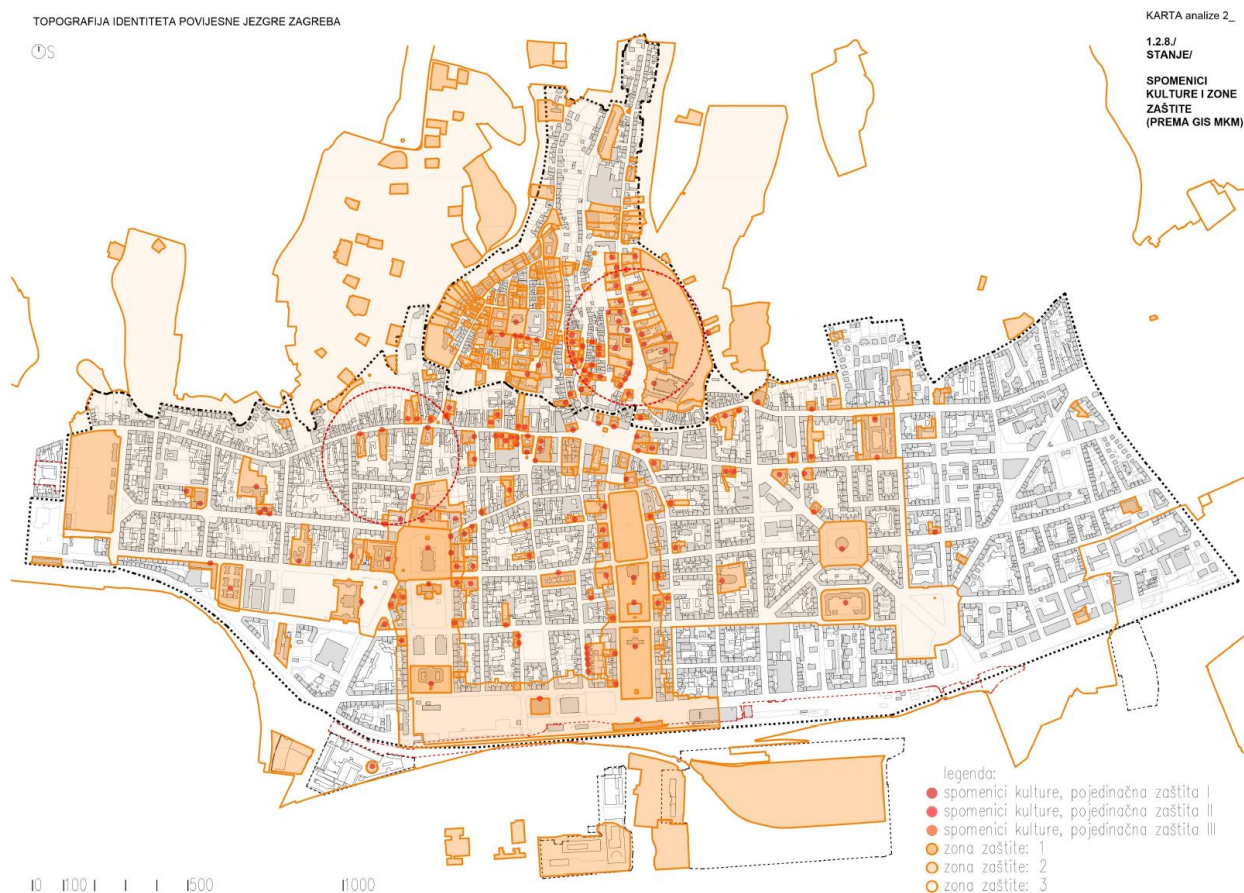 TOPOGRAFIJA IDENTITETA POVIJESNE JEZGRE ZAGREBA
S
KARTA analize 2_
1.2.8./
STANJE/
SPOMENICI
KULTURE I ZONE
ZAŠTITE
(PREMA GIS MKM)
legenda:
spomenici kulture, pojedinačna zaštita I
spomenici kulture, pojedinačna zaštita II
spomenici kulture, pojedinačna zaštita III
zona zaštite: 1
zona zaštite: 2
zona zaštite: 3
0 100 500 1000